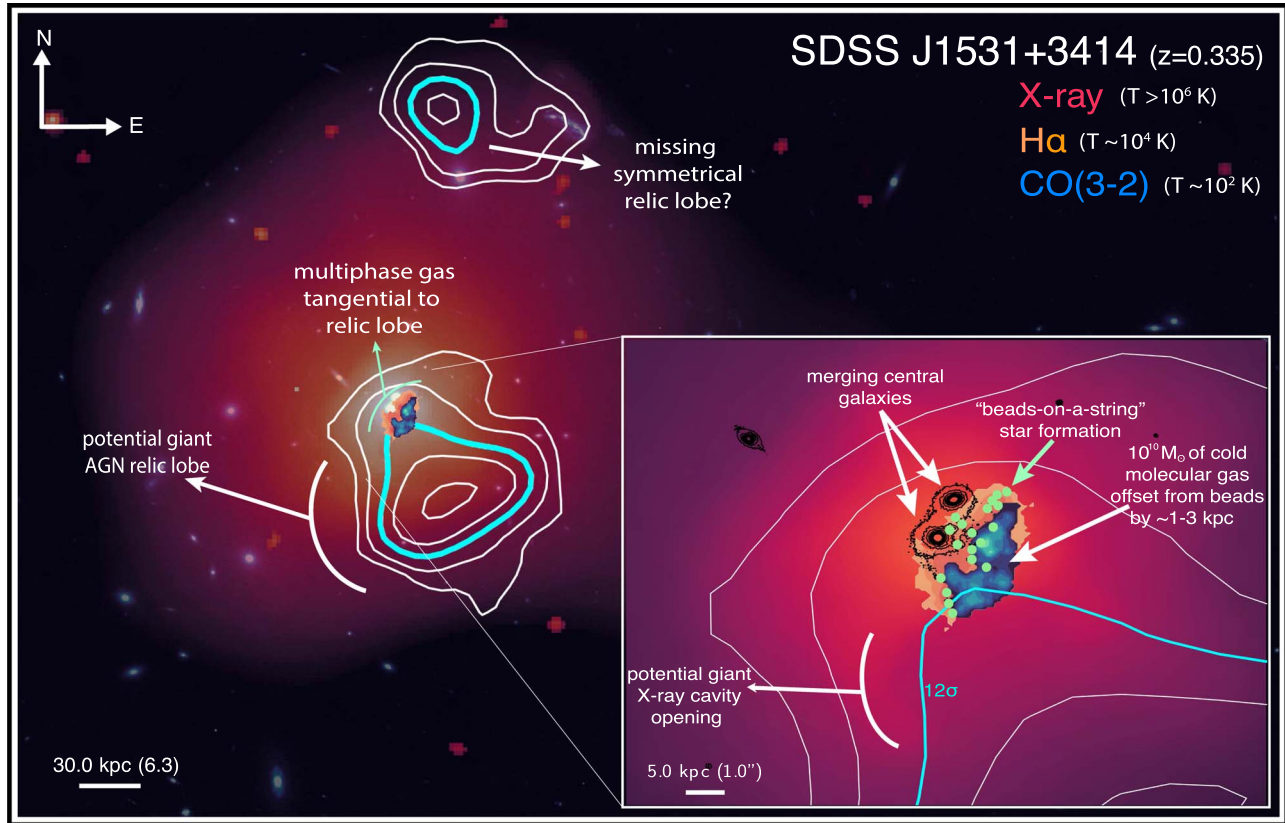 N
E
SDSS J1531+3414 (z=0.335)
X-ray (T >10⁶ K)
Hα (T ~10⁴ K)
CO(3-2) (T ~10² K)
missing
symmetrical
relic lobe?
multiphase gas
tangential to
relic lobe
potential giant
AGN relic lobe
30.0 kpc (6.3)
merging central
galaxies
“beads-on-a-string”
star formation
10¹⁰M⊙ of cold
molecular gas
offset from beads
by ~1-3 kpc
potential giant
X-ray cavity
opening
12σ
5.0 kpc (1.0”)